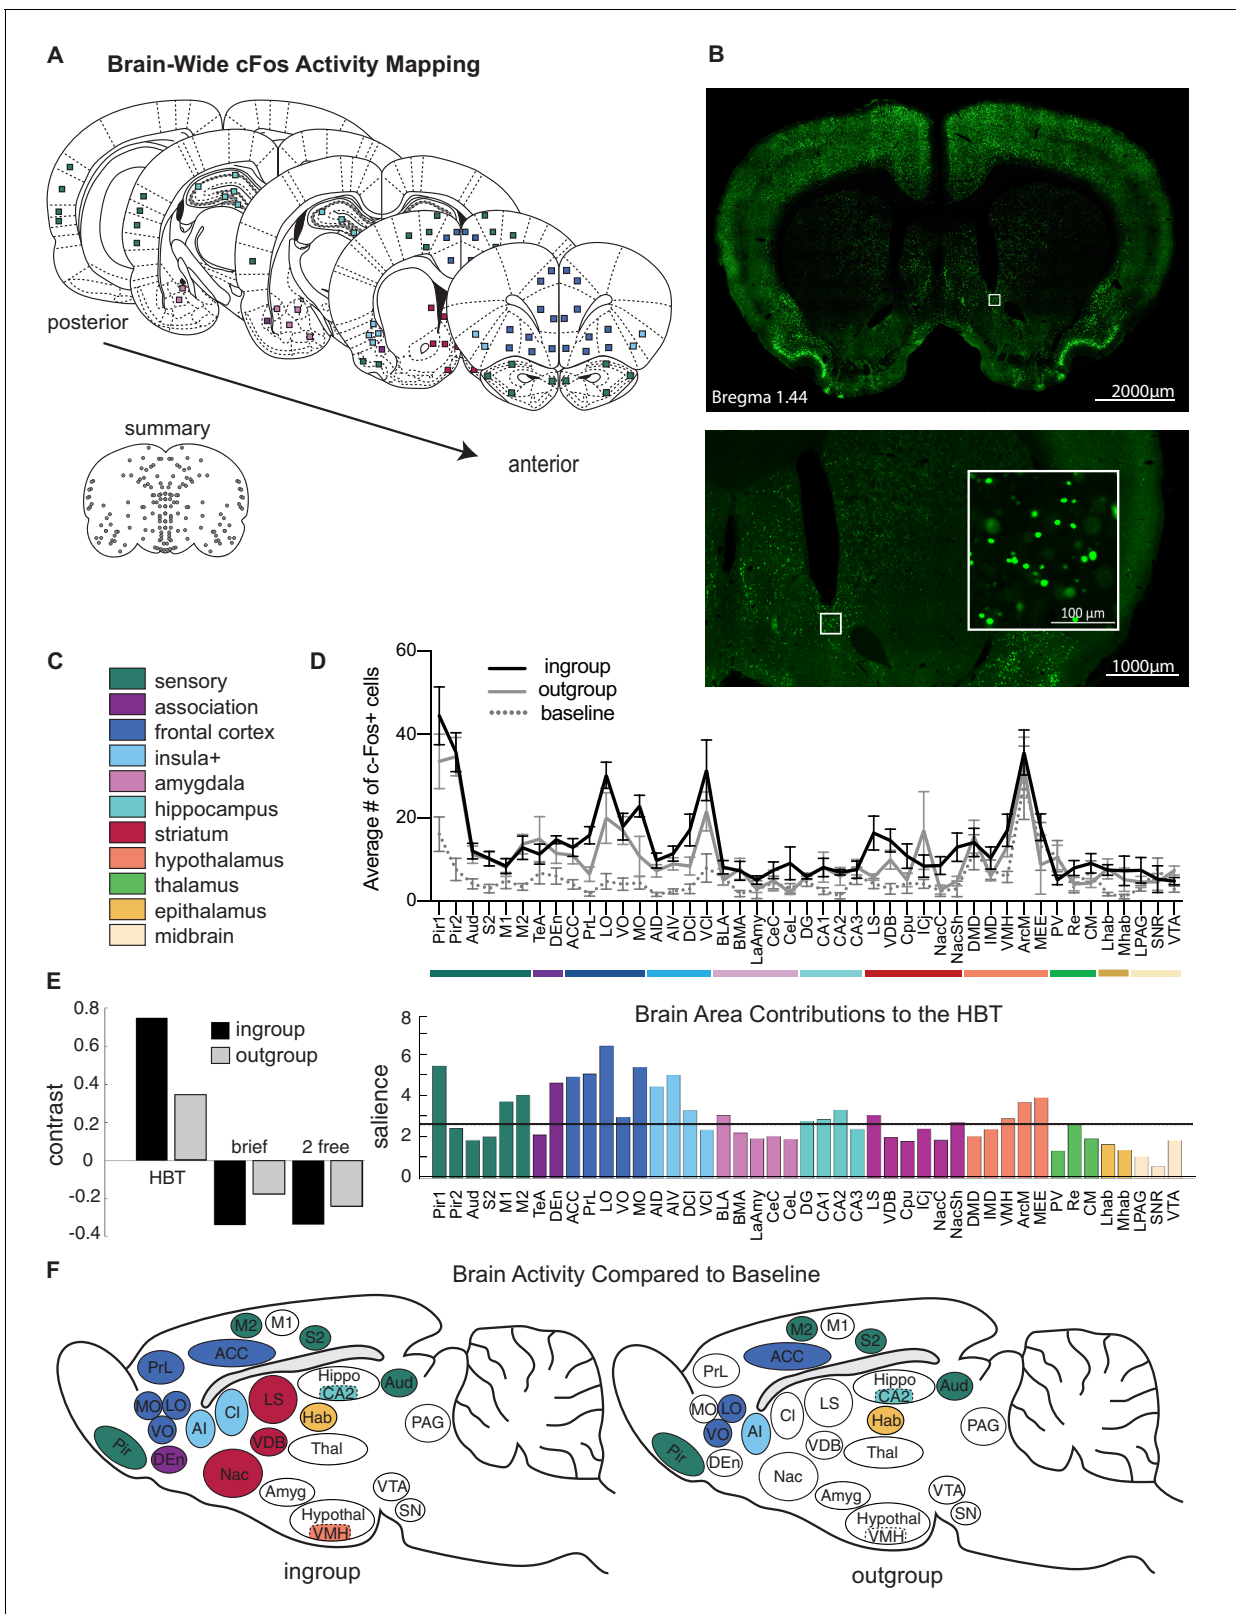 A
Brain-Wide cFos Activity Mapping
posterior
anterior
summary
B
Bregma 1.44
2000µm
100 µm
1000µm
C
sensory
association
frontal cortex
insula+
amygdala
hippocampus
striatum
hypothalamus
thalamus
epithalamus
midbrain
D
Average # of c-Fos+ cells
60
40
20
0
ingroup
outgroup
baseline
Pir1 Pir2 Aud S2 M1 M2 TeA DEn ACC PrL LO VO MO AID AIV DCl VCl BLA BMA LaAmy CeC CeL DG CA1 CA2 CA3 LS VDB Cpu ICj NacC NacSh DMD IMD VMH ArcM MEE PV Re CM Lhab Mhab LPAG SNR VTA
E
contrast
0.8
0.6
0.4
0.2
0
-0.2
-0.4
ingroup
outgroup
HBT
brief
2 free
Brain Area Contributions to the HBT
salience
8
6
4
2
0
Pir1 Pir2 Aud S2 M1 M2 TeA DEn ACC PrL LO VO MO AID AIV DCl VCl BLA BMA LaAmy CeC CeL DG CA1 CA2 CA3 LS VDB Cpu ICj NacC NacSh DMD IMD VMH ArcM MEE PV Re CM Lhab Mhab LPAG SNR VTA
F
Brain Activity Compared to Baseline
M2
M1
S2
PrL
ACC
Hippo
CA2
Aud
MO
LO
VO
AI
Cl
LS
Hab
PAG
Pir
DEn
VDB
Thal
Nac
Amyg
VTA
SN
Hypothal
VMH
ingroup
M2
M1
S2
PrL
ACC
Hippo
CA2
Aud
MO
LO
VO
AI
Cl
LS
Hab
PAG
Pir
DEn
VDB
Thal
Nac
Amyg
VTA
SN
Hypothal
VMH
outgroup